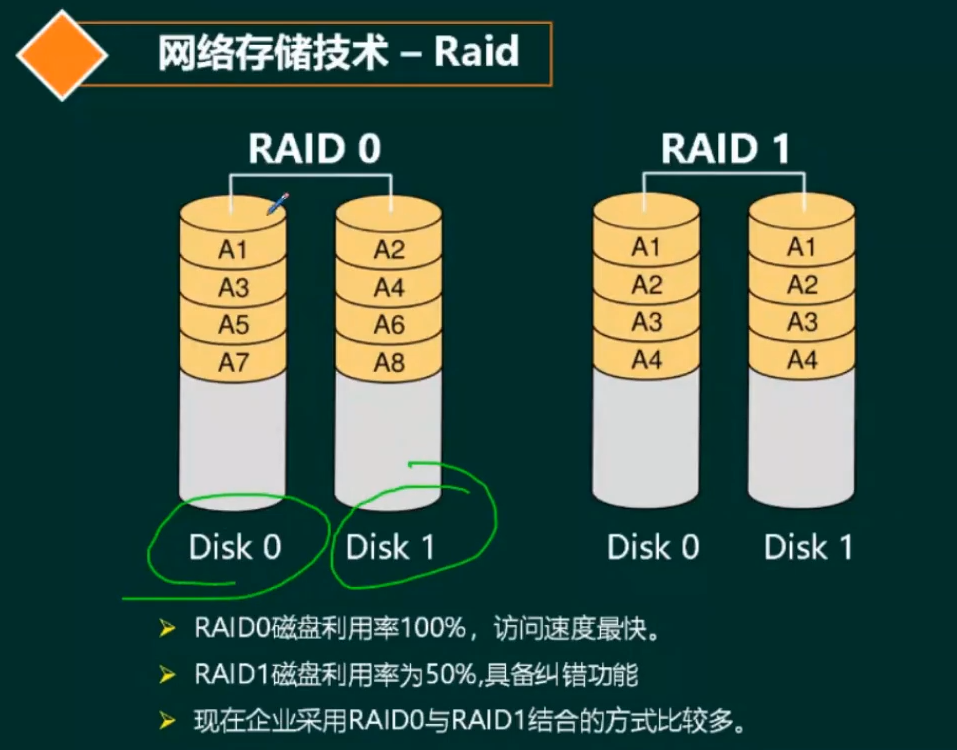 网络存储技术 – Raid
RAID 0
A1
A3
A5
A7
Disk 0
A2
A4
A6
A8
Disk 1
RAID 1
A1
A2
A3
A4
Disk 0
A1
A2
A3
A4
Disk 1
RAID0磁盘利用率100%，访问速度最快。
RAID1磁盘利用率为50%,具备纠错功能
现在企业采用RAID0与RAID1结合的方式比较多。